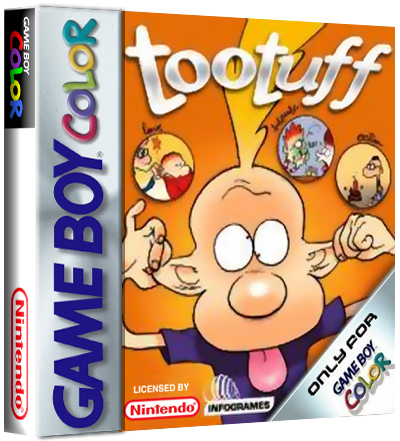 GAME BOY
COLOR
Nintendo
GAME BOY COLOR
tootuff
LICENSED BY
Nintendo
INFOGRAMES
ONLY FOR
GAME BOY
COLOR